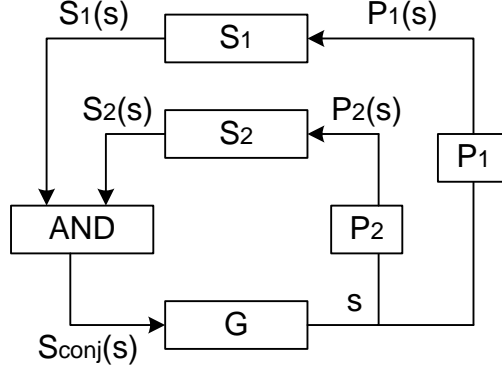 S1(s)
P1(s)
S1
S2(s)
P2(s)
S2
P1
AND
P2
s
G
Sconj(s)